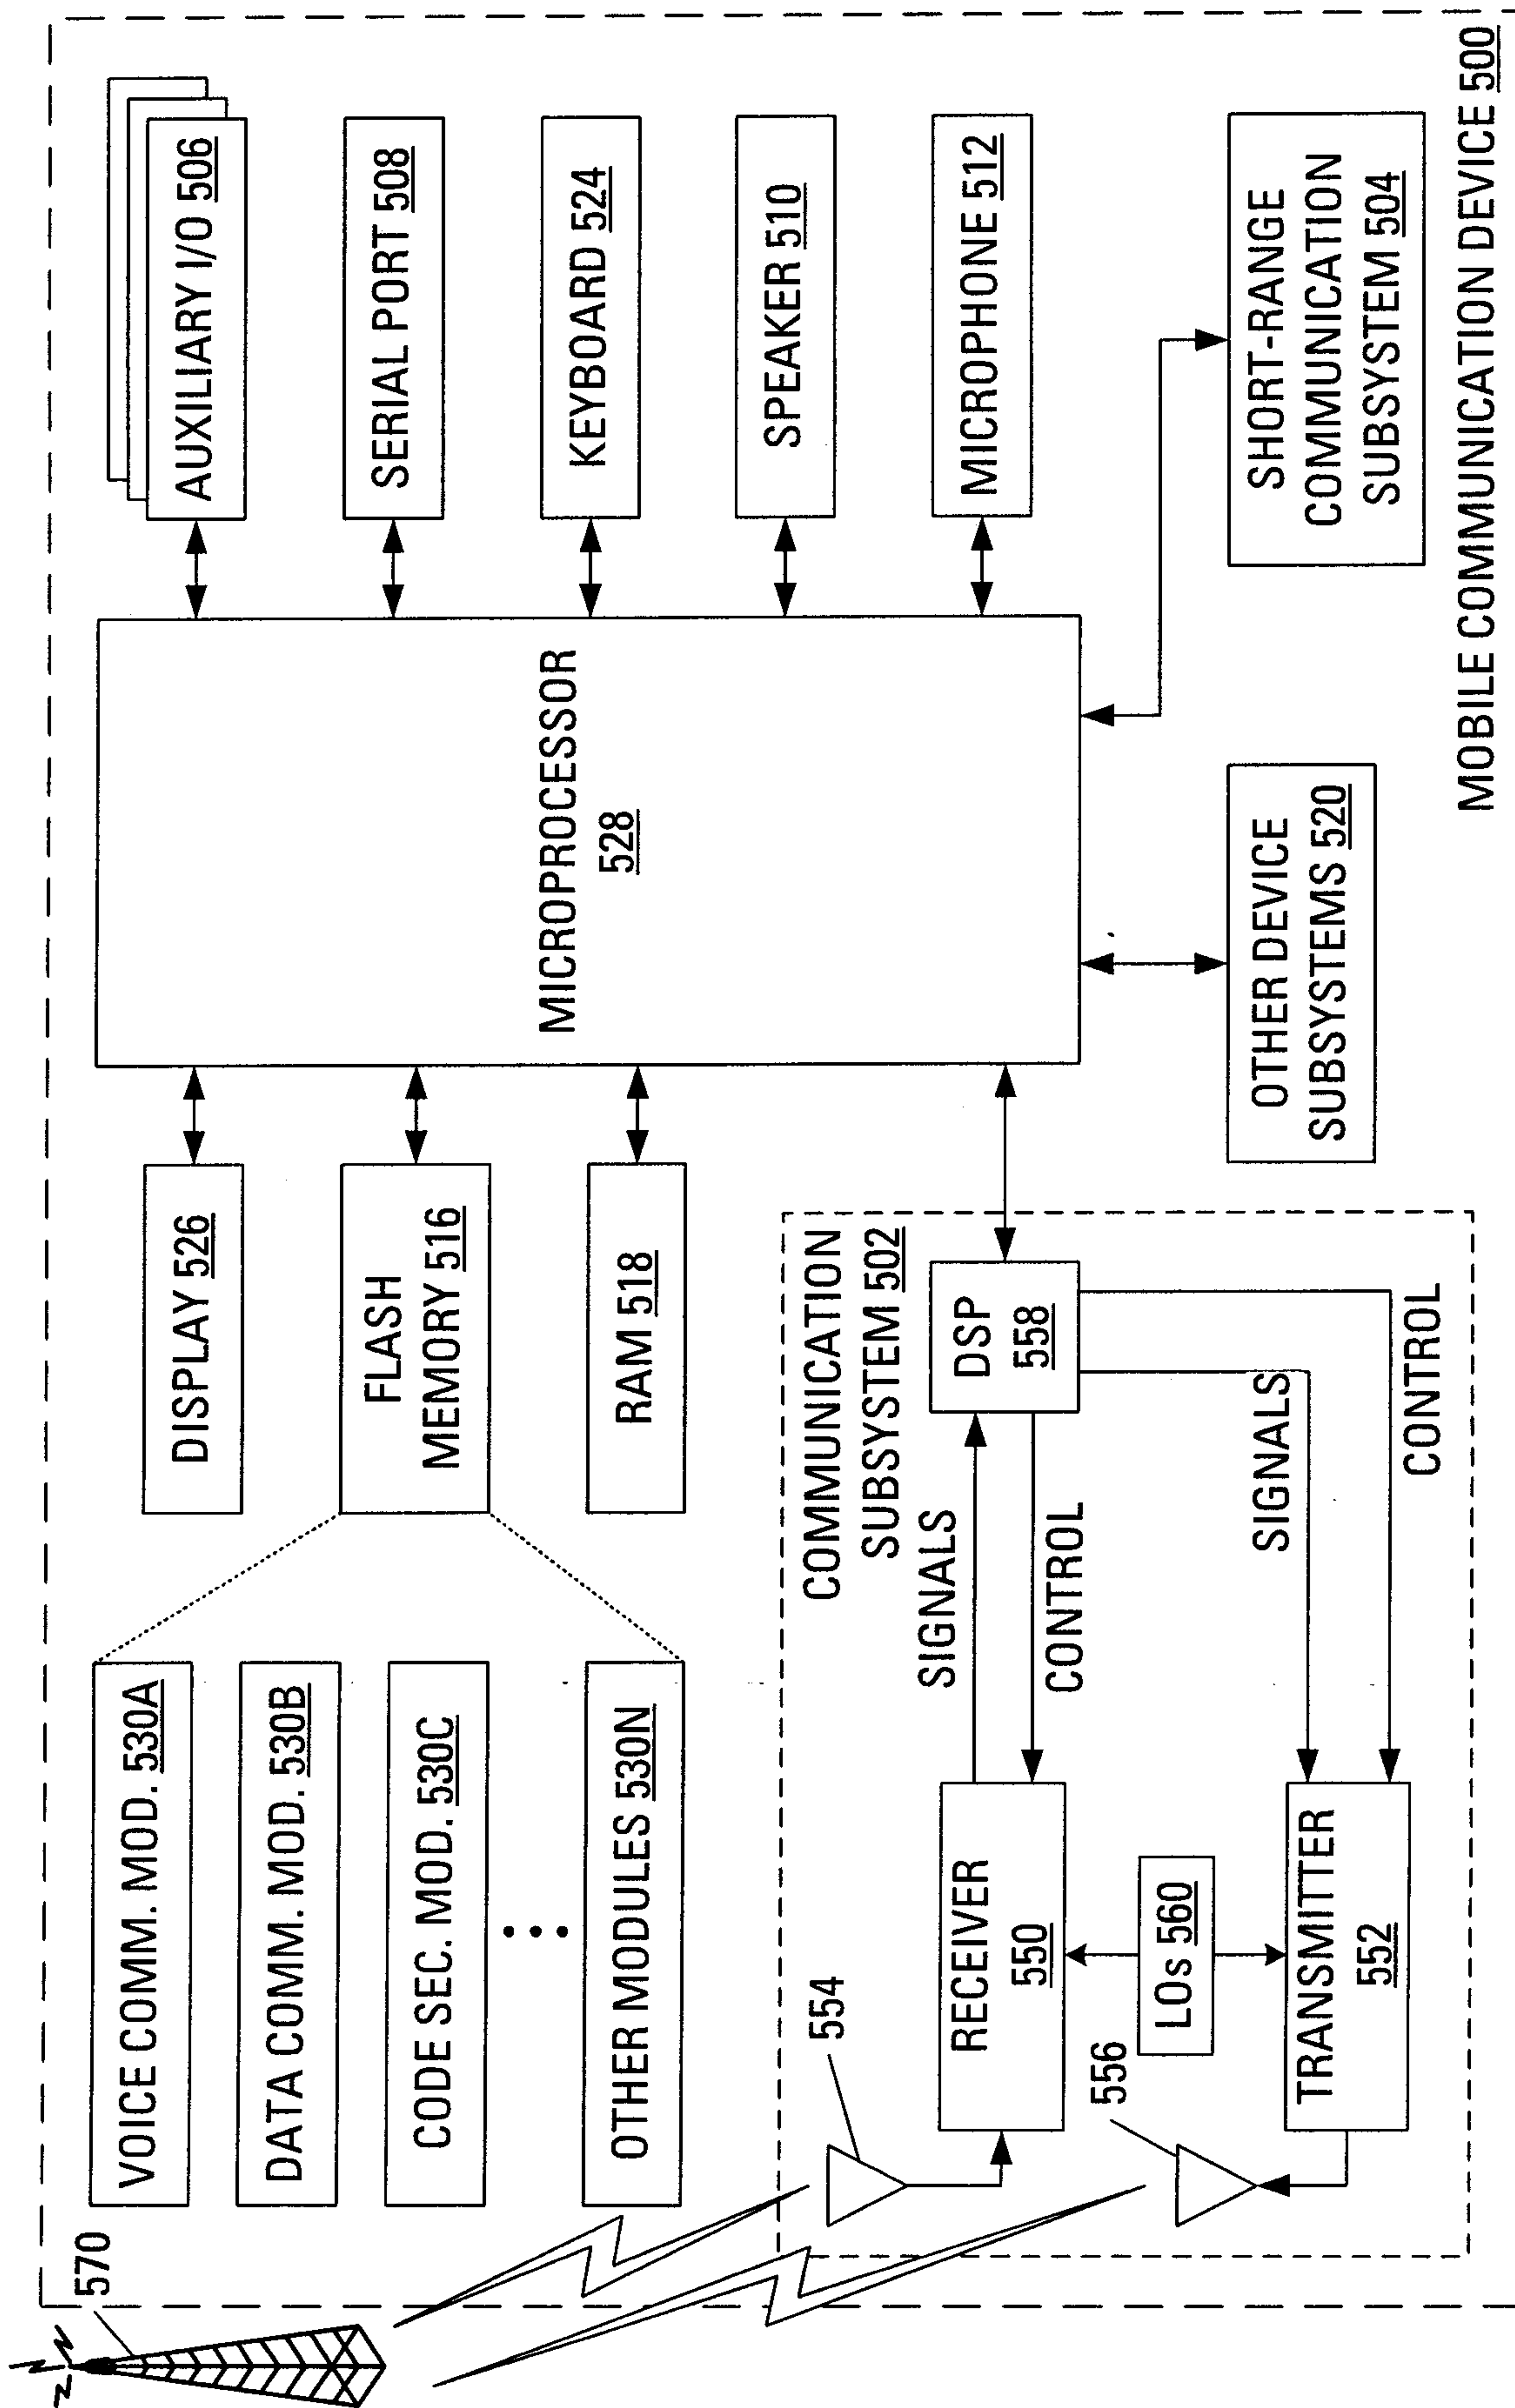 570
VOICE COMM. MOD. 530A
DATA COMM. MOD. 530B
CODE SEC. MOD. 530C
OTHER MODULES 530N
DISPLAY 526
FLASH
MEMORY 516
RAM 518
MICROPROCESSOR
528
AUXILIARY I/O 506
SERIAL PORT 508
KEYBOARD 524
SPEAKER 510
MICROPHONE 512
COMMUNICATION
SUBSYSTEM 502
554
RECEIVER
550
SIGNALS
CONTROL
DSP
558
556
LOs 560
TRANSMITTER
552
SIGNALS
CONTROL
OTHER DEVICE
SUBSYSTEMS 520
SHORT-RANGE
COMMUNICATION
SUBSYSTEM 504
MOBILE COMMUNICATION DEVICE 500